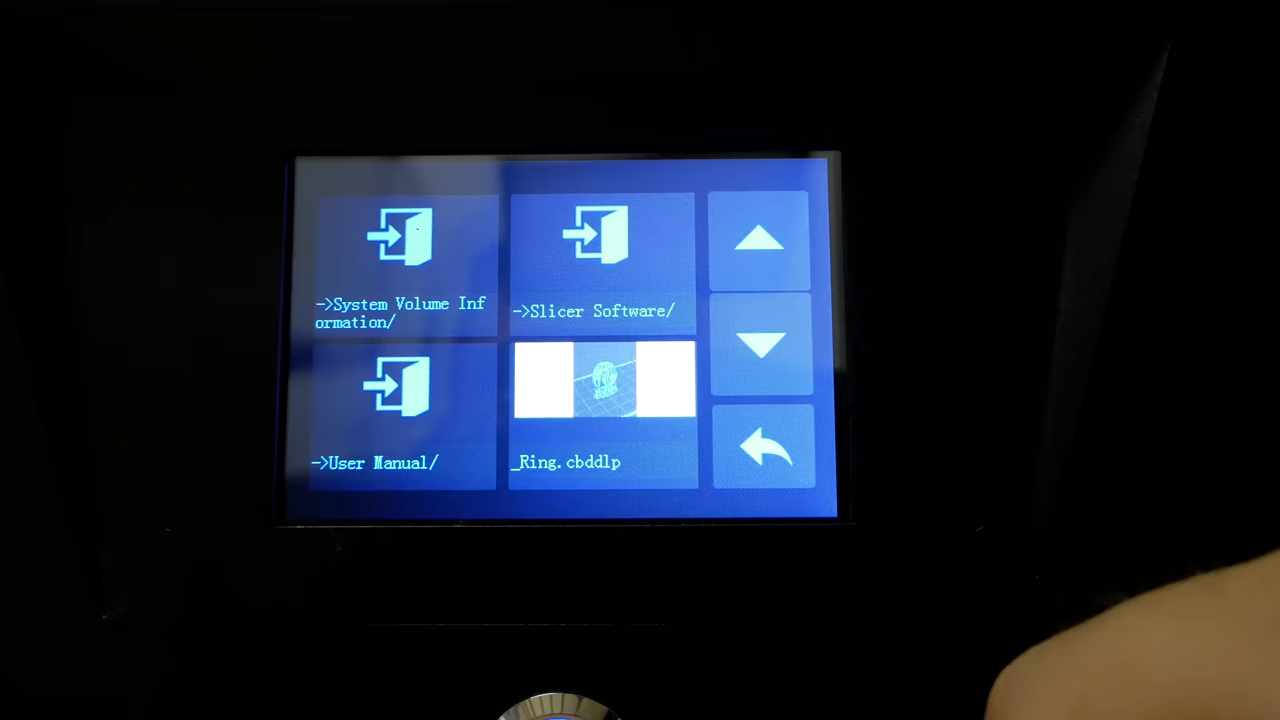 ->System Volume Inf
ormation/
->Slicer Software/
->User Manual/
_Ring.cbddlp